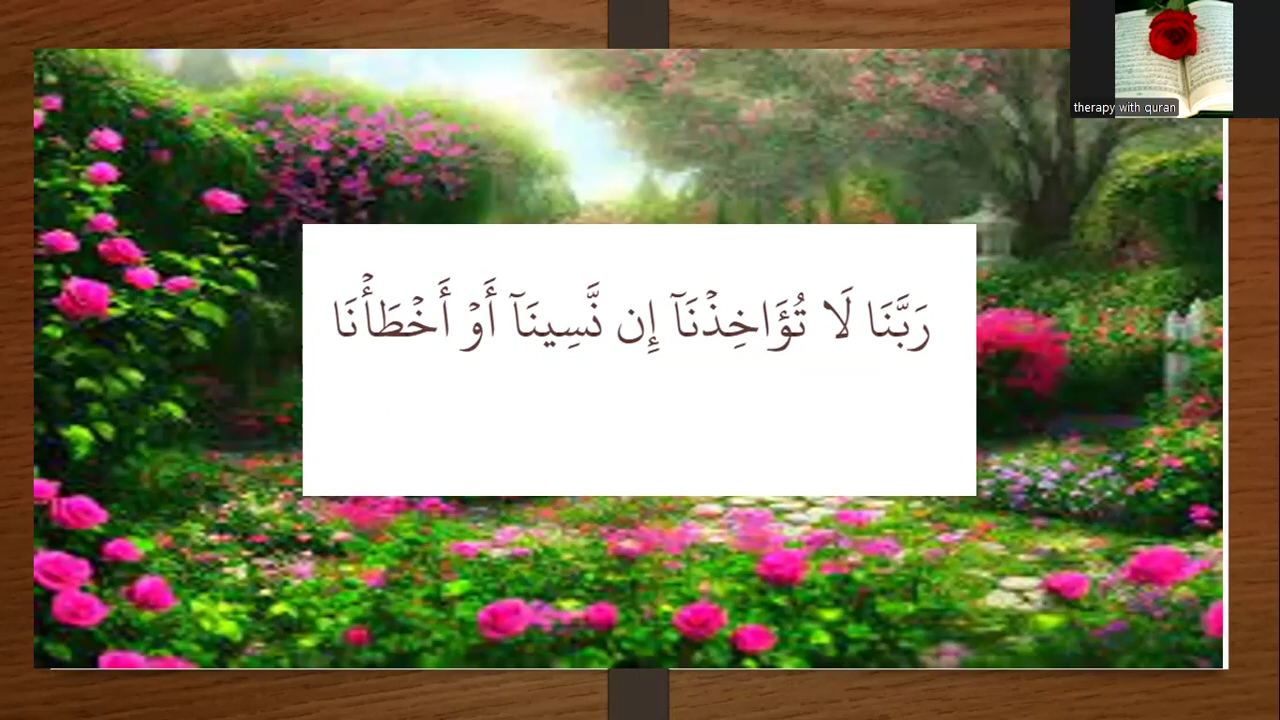 therapy with quran
رَبَّنَا لَا تُؤَاخِذۡنَآ إِن نَّسِينَآ أَوۡ أَخۡطَأۡنَا